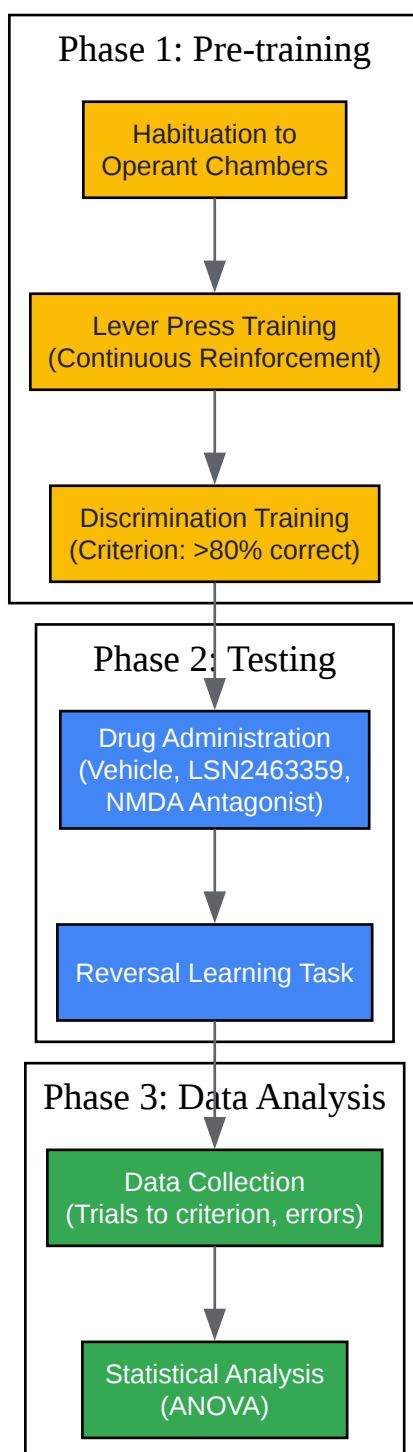 Phase 1: Pre-training
Habituation to
Operant Chambers
Lever Press Training
(Continuous Reinforcement)
Discrimination Training
(Criterion: >80% correct)
Phase 2: Testing
Drug Administration
(Vehicle, LSN2463359,
NMDA Antagonist)
Reversal Learning Task
Phase 3: Data Analysis
Data Collection
(Trials to criterion, errors)
Statistical Analysis
(ANOVA)